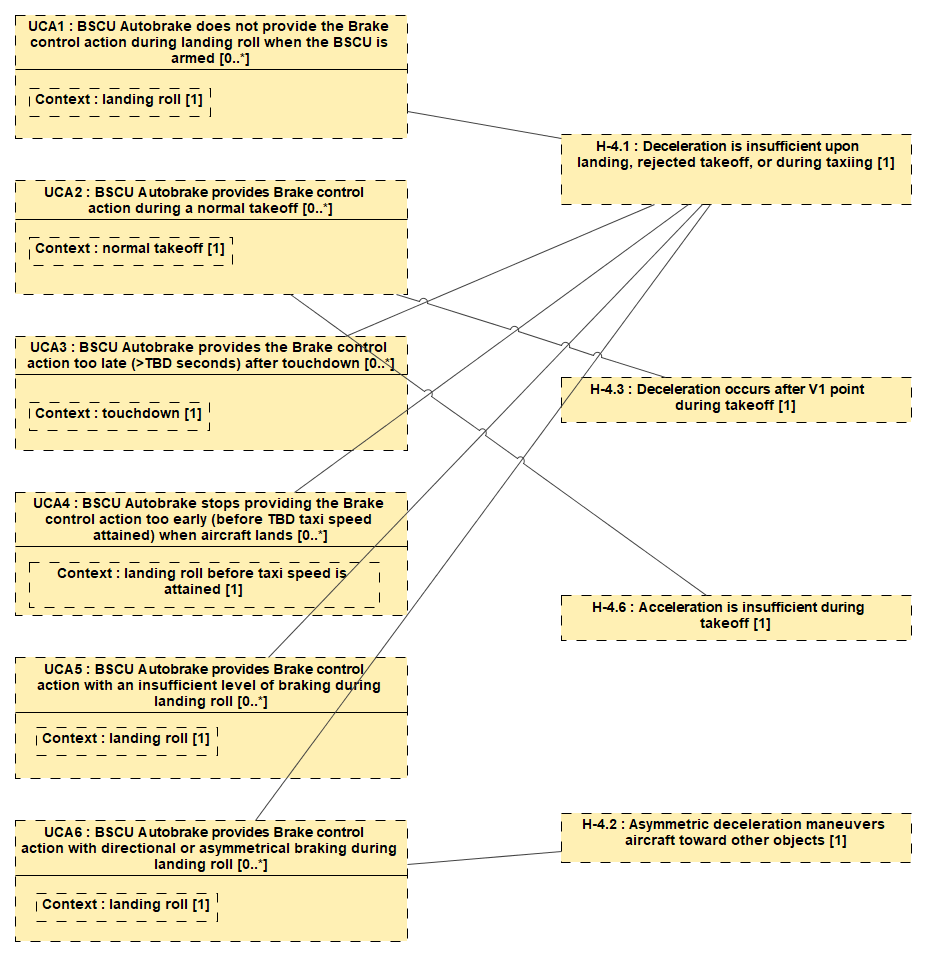 UCA1 : BSCU Autobrake does not provide the Brake
control action during landing roll when the BSCU is
armed [0..*]
Context : landing roll [1]
UCA2 : BSCU Autobrake provides Brake control
action during a normal takeoff [0..*]
Context : normal takeoff [1]
UCA3 : BSCU Autobrake provides the Brake control
action too late (>TBD seconds) after touchdown [0..*]
Context : touchdown [1]
UCA4 : BSCU Autobrake stops providing the Brake
control action too early (before TBD taxi speed
attained) when aircraft lands [0..*]
Context : landing roll before taxi speed is
attained [1]
UCA5 : BSCU Autobrake provides Brake control
action with an insufficient level of braking during
landing roll [0..*]
Context : landing roll [1]
UCA6 : BSCU Autobrake provides Brake control
action with directional or asymmetrical braking during
landing roll [0..*]
Context : landing roll [1]
H-4.1 : Deceleration is insufficient upon
landing, rejected takeoff, or during taxiing [1]
H-4.3 : Deceleration occurs after V1 point
during takeoff [1]
H-4.6 : Acceleration is insufficient during
takeoff [1]
H-4.2 : Asymmetric deceleration maneuvers
aircraft toward other objects [1]